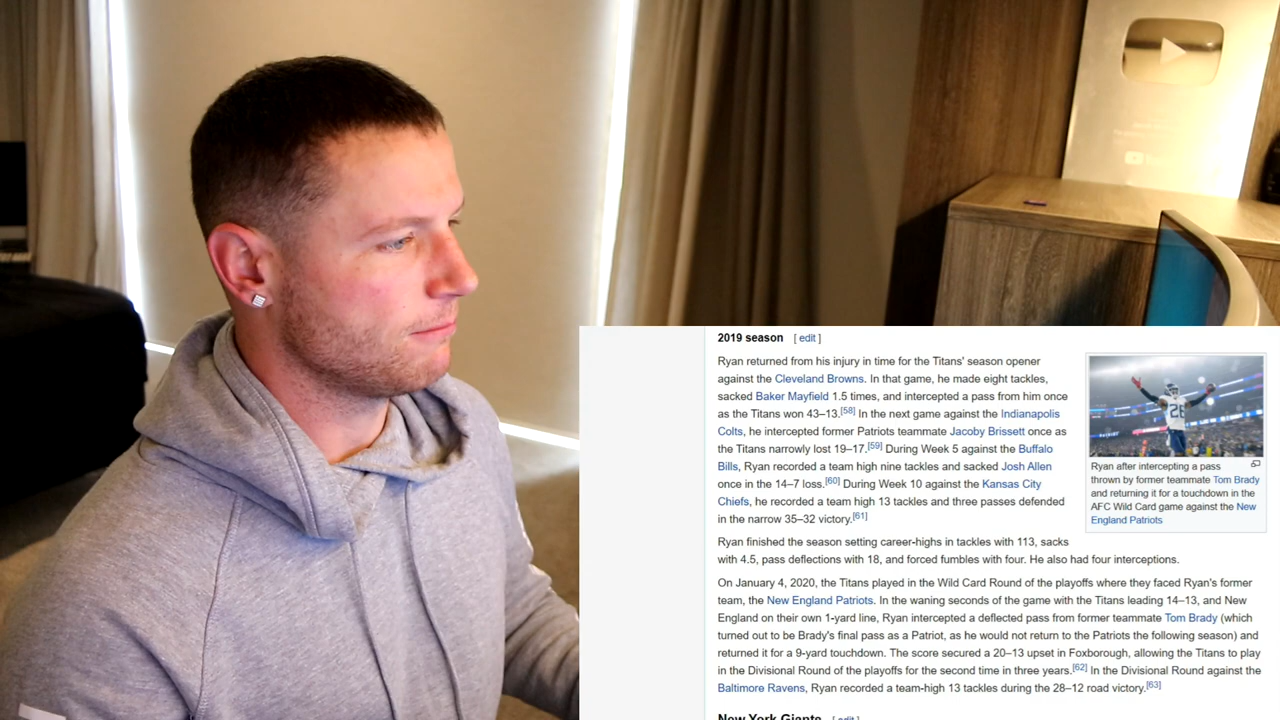 2019 season [ edit ]
Ryan returned from his injury in time for the Titans' season opener
against the Cleveland Browns. In that game, he made eight tackles,
sacked Baker Mayfield 1.5 times, and intercepted a pass from him once
as the Titans won 43–13.[58] In the next game against the Indianapolis
Colts, he intercepted former Patriots teammate Jacoby Brissett once as
the Titans narrowly lost 19–17.[59] During Week 5 against the Buffalo
Bills, Ryan recorded a team high nine tackles and sacked Josh Allen
once in the 14–7 loss.[60] During Week 10 against the Kansas City
Chiefs, he recorded a team high 13 tackles and three passes defended
in the narrow 35–32 victory.[61]
26
Ryan after intercepting a pass
thrown by former teammate Tom Brady
and returning it for a touchdown in the
AFC Wild Card game against the New
England Patriots
Ryan finished the season setting career-highs in tackles with 113, sacks
with 4.5, pass deflections with 18, and forced fumbles with four. He also had four interceptions.
On January 4, 2020, the Titans played in the Wild Card Round of the playoffs where they faced Ryan's former
team, the New England Patriots. In the waning seconds of the game with the Titans leading 14–13, and New
England on their own 1-yard line, Ryan intercepted a deflected pass from former teammate Tom Brady (which
turned out to be Brady's final pass as a Patriot, as he would not return to the Patriots the following season) and
returned it for a 9-yard touchdown. The score secured a 20–13 upset in Foxborough, allowing the Titans to play
in the Divisional Round of the playoffs for the second time in three years.[62] In the Divisional Round against the
Baltimore Ravens, Ryan recorded a team-high 13 tackles during the 28–12 road victory.[63]
New York Giants [ edit ]